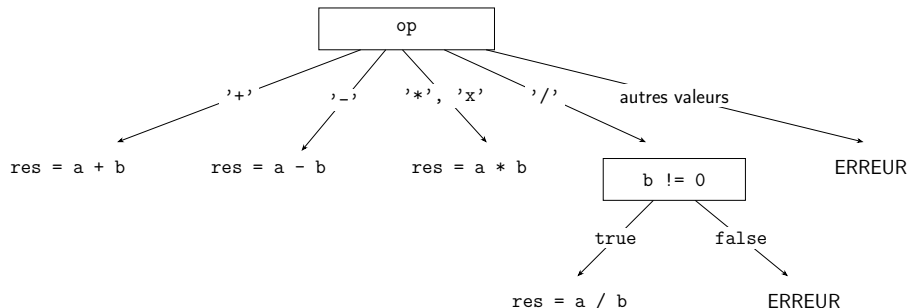 op
'+'
'-'
'*', 'x'
'/'
autres valeurs
res = a + b
res = a - b
res = a * b
b != 0
ERREUR
true
false
res = a / b
ERREUR